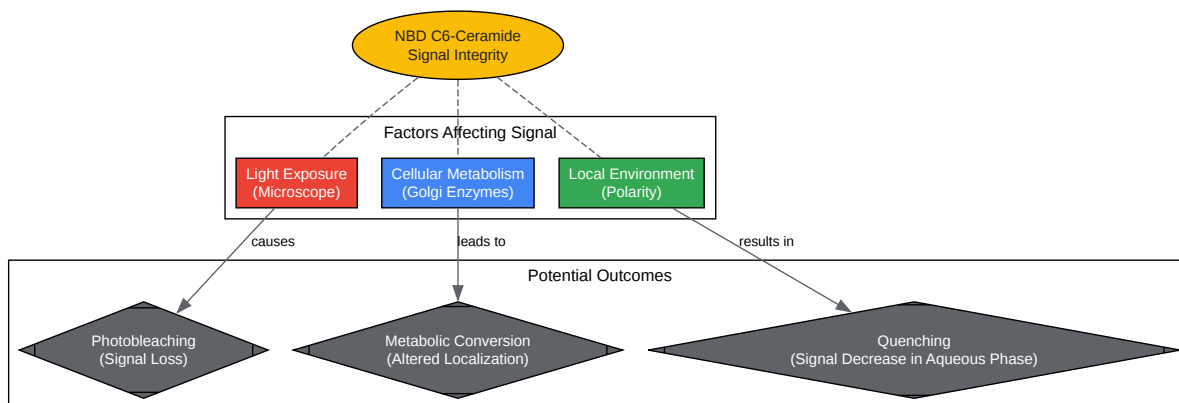 NBD C6-Ceramide
Signal Integrity
Factors Affecting Signal
Light Exposure
(Microscope)
Cellular Metabolism
(Golgi Enzymes)
Local Environment
(Polarity)
causes
leads to
results in
Potential Outcomes
Photobleaching
(Signal Loss)
Metabolic Conversion
(Altered Localization)
Quenching
(Signal Decrease in Aqueous Phase)